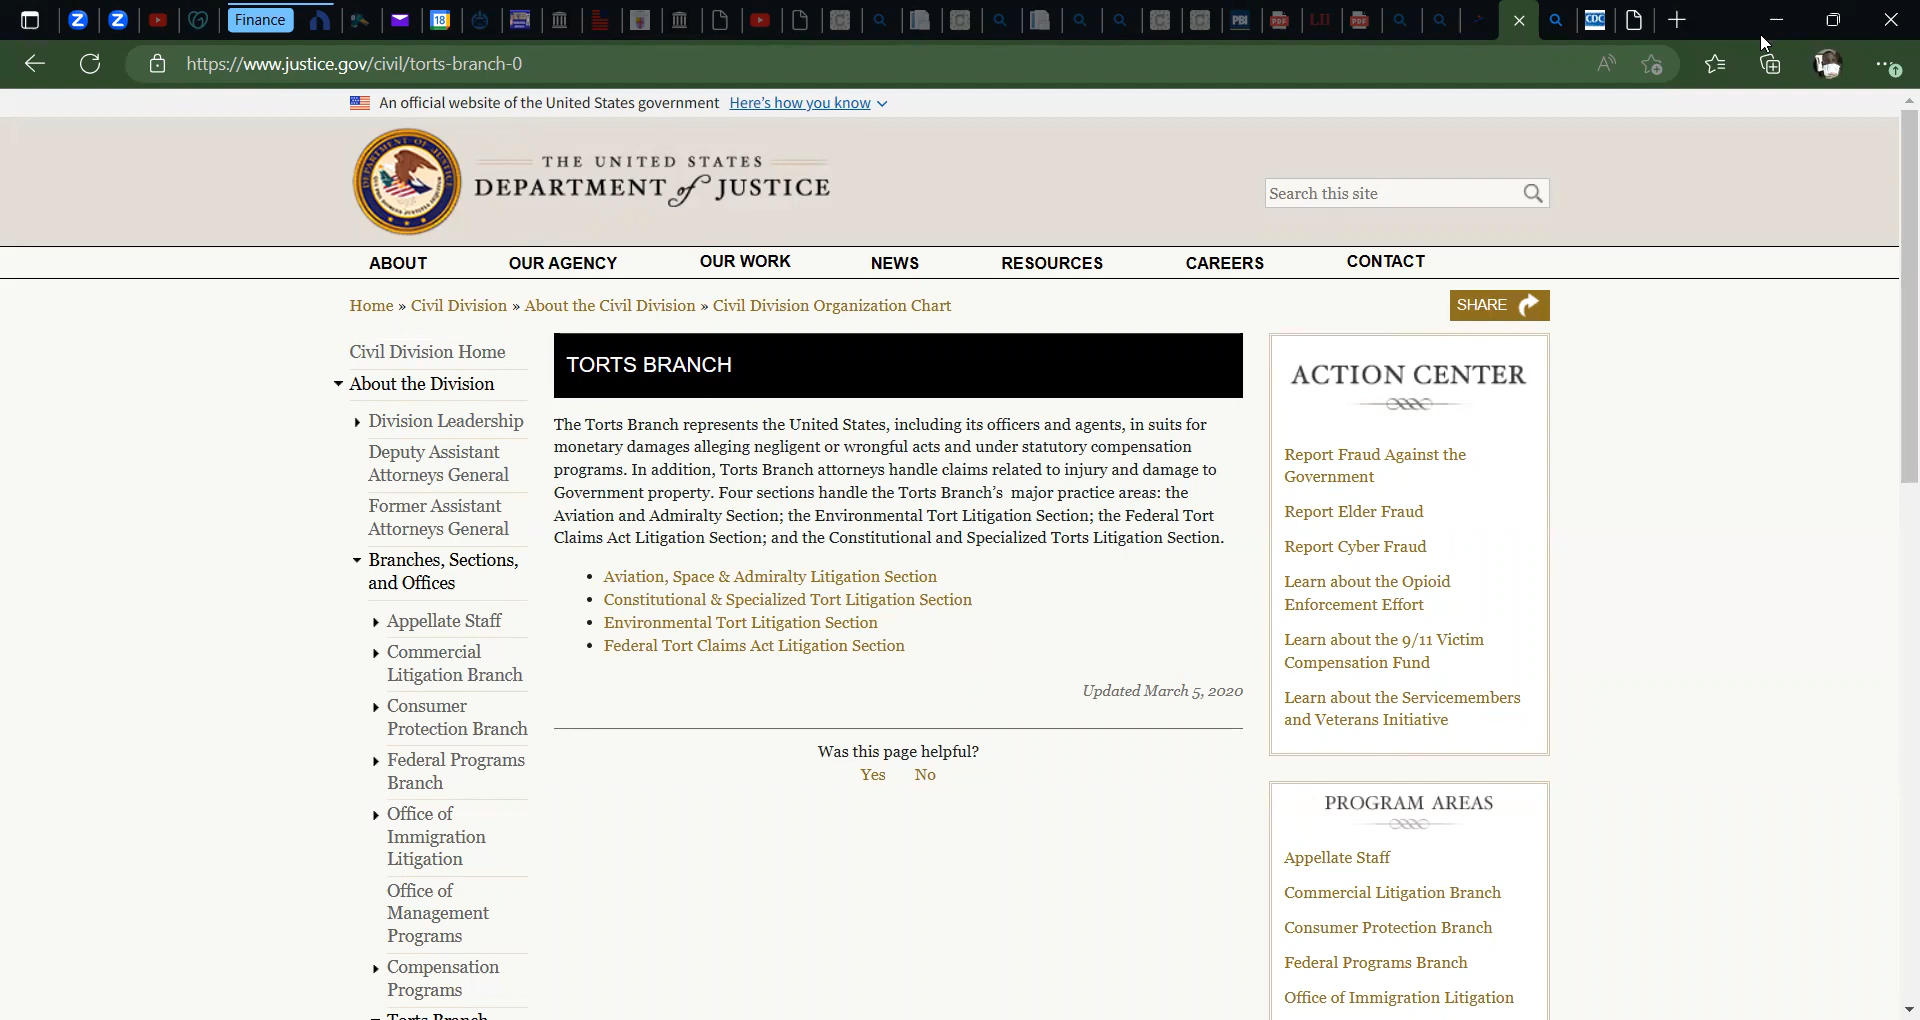 Finance
18
PBI
PDF
LII
PDF
CDC
https://www.justice.gov/civil/torts-branch-0
An official website of the United States government Here's how you know
THE UNITED STATES
DEPARTMENT of JUSTICE
Search this site
ABOUT OUR AGENCY OUR WORK NEWS RESOURCES CAREERS CONTACT
Home » Civil Division » About the Civil Division » Civil Division Organization Chart
SHARE
Civil Division Home
About the Division
Division Leadership
Deputy Assistant
Attorneys General
Former Assistant
Attorneys General
Branches, Sections,
and Offices
Appellate Staff
Commercial
Litigation Branch
Consumer
Protection Branch
Federal Programs
Branch
Office of
Immigration
Litigation
Office of
Management
Programs
Compensation
Programs
Torts Branch
TORTS BRANCH
The Torts Branch represents the United States, including its officers and agents, in suits for
monetary damages alleging negligent or wrongful acts and under statutory compensation
programs. In addition, Torts Branch attorneys handle claims related to injury and damage to
Government property. Four sections handle the Torts Branch's major practice areas: the
Aviation and Admiralty Section; the Environmental Tort Litigation Section; the Federal Tort
Claims Act Litigation Section; and the Constitutional and Specialized Torts Litigation Section.
• Aviation, Space & Admiralty Litigation Section
• Constitutional & Specialized Tort Litigation Section
• Environmental Tort Litigation Section
• Federal Tort Claims Act Litigation Section
Updated March 5, 2020
Was this page helpful?
Yes No
ACTION CENTER
Report Fraud Against the
Government
Report Elder Fraud
Report Cyber Fraud
Learn about the Opioid
Enforcement Effort
Learn about the 9/11 Victim
Compensation Fund
Learn about the Servicemembers
and Veterans Initiative
PROGRAM AREAS
Appellate Staff
Commercial Litigation Branch
Consumer Protection Branch
Federal Programs Branch
Office of Immigration Litigation